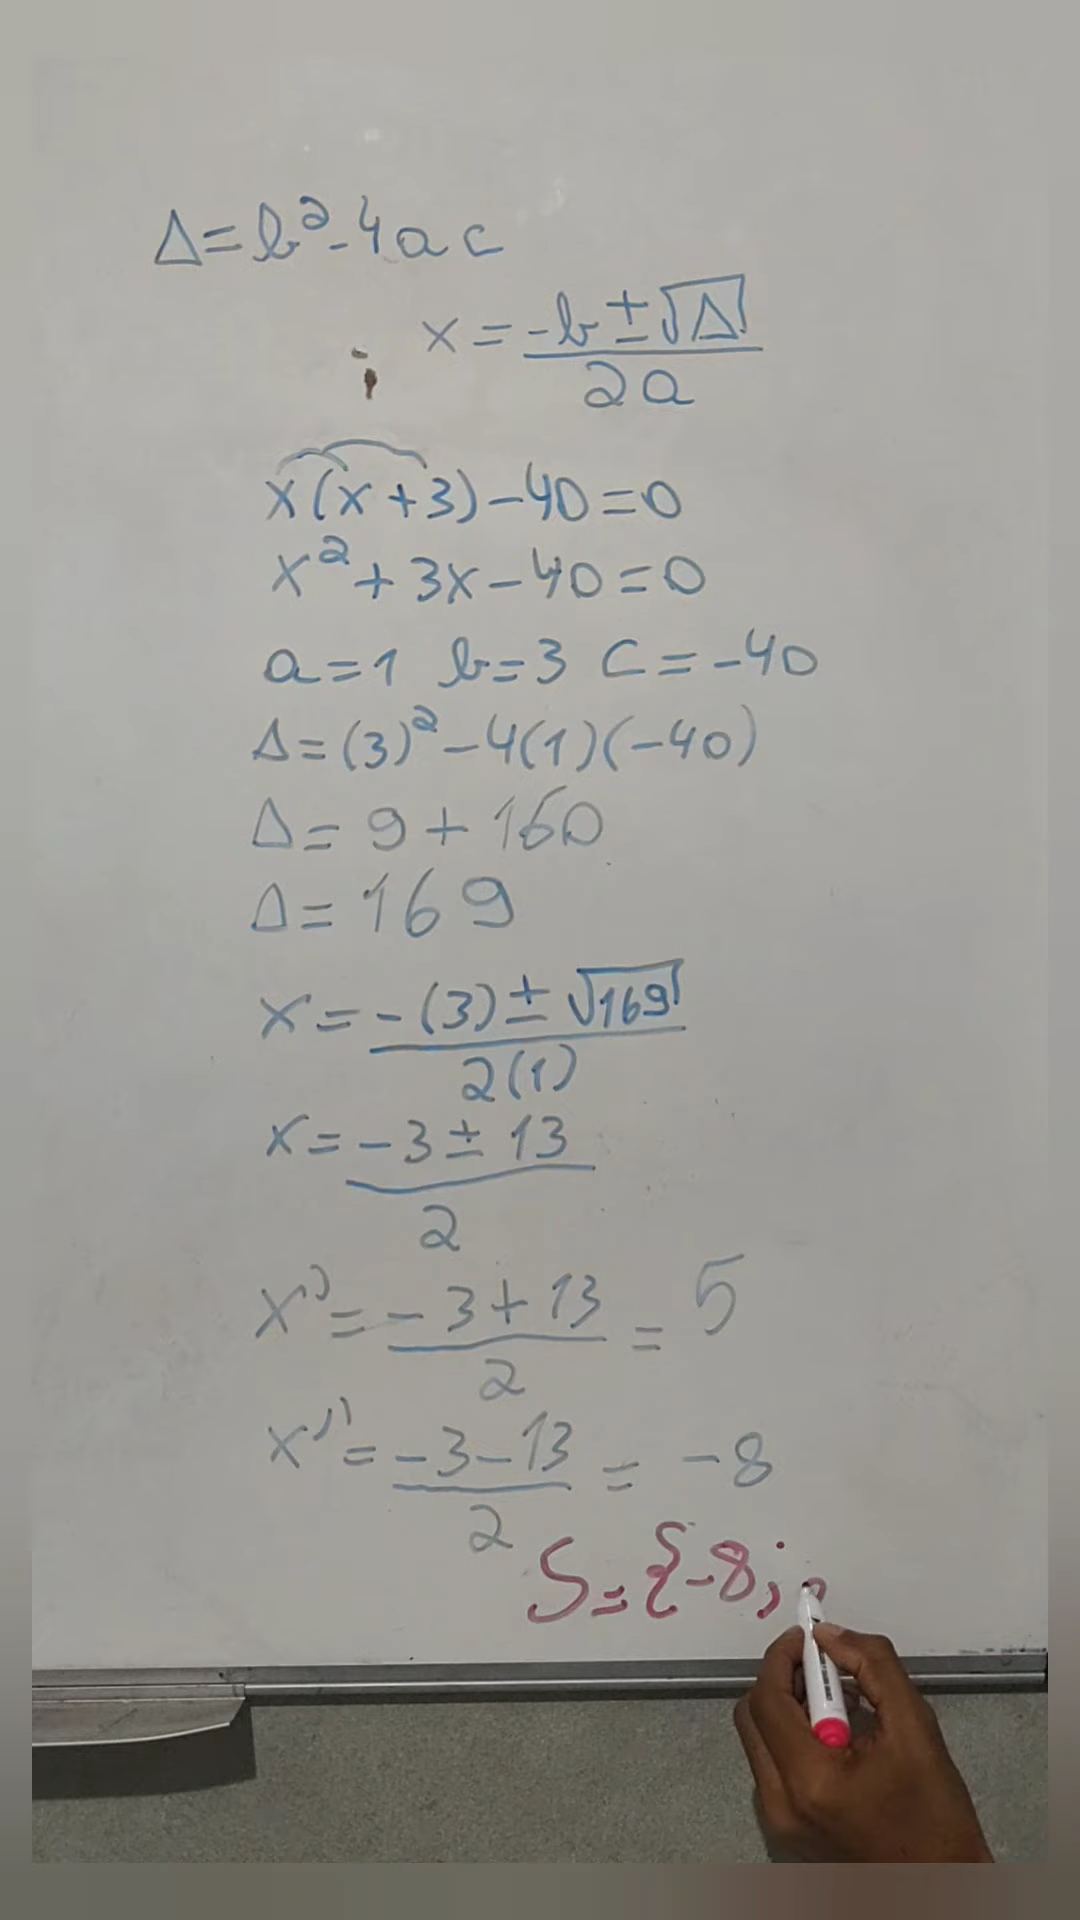 Δ = b² - 4ac
x = (-b ± √Δ) / 2a
x(x + 3) - 40 = 0
x² + 3x - 40 = 0
a = 1 b = 3 C = -40
Δ = (3)² - 4(1)(-40)
Δ = 9 + 160
Δ = 169
x = (-(3) ± √169) / 2(1)
x = (-3 ± 13) / 2
x' = (-3 + 13) / 2 = 5
x'' = (-3 - 13) / 2 = -8
S = {-8;